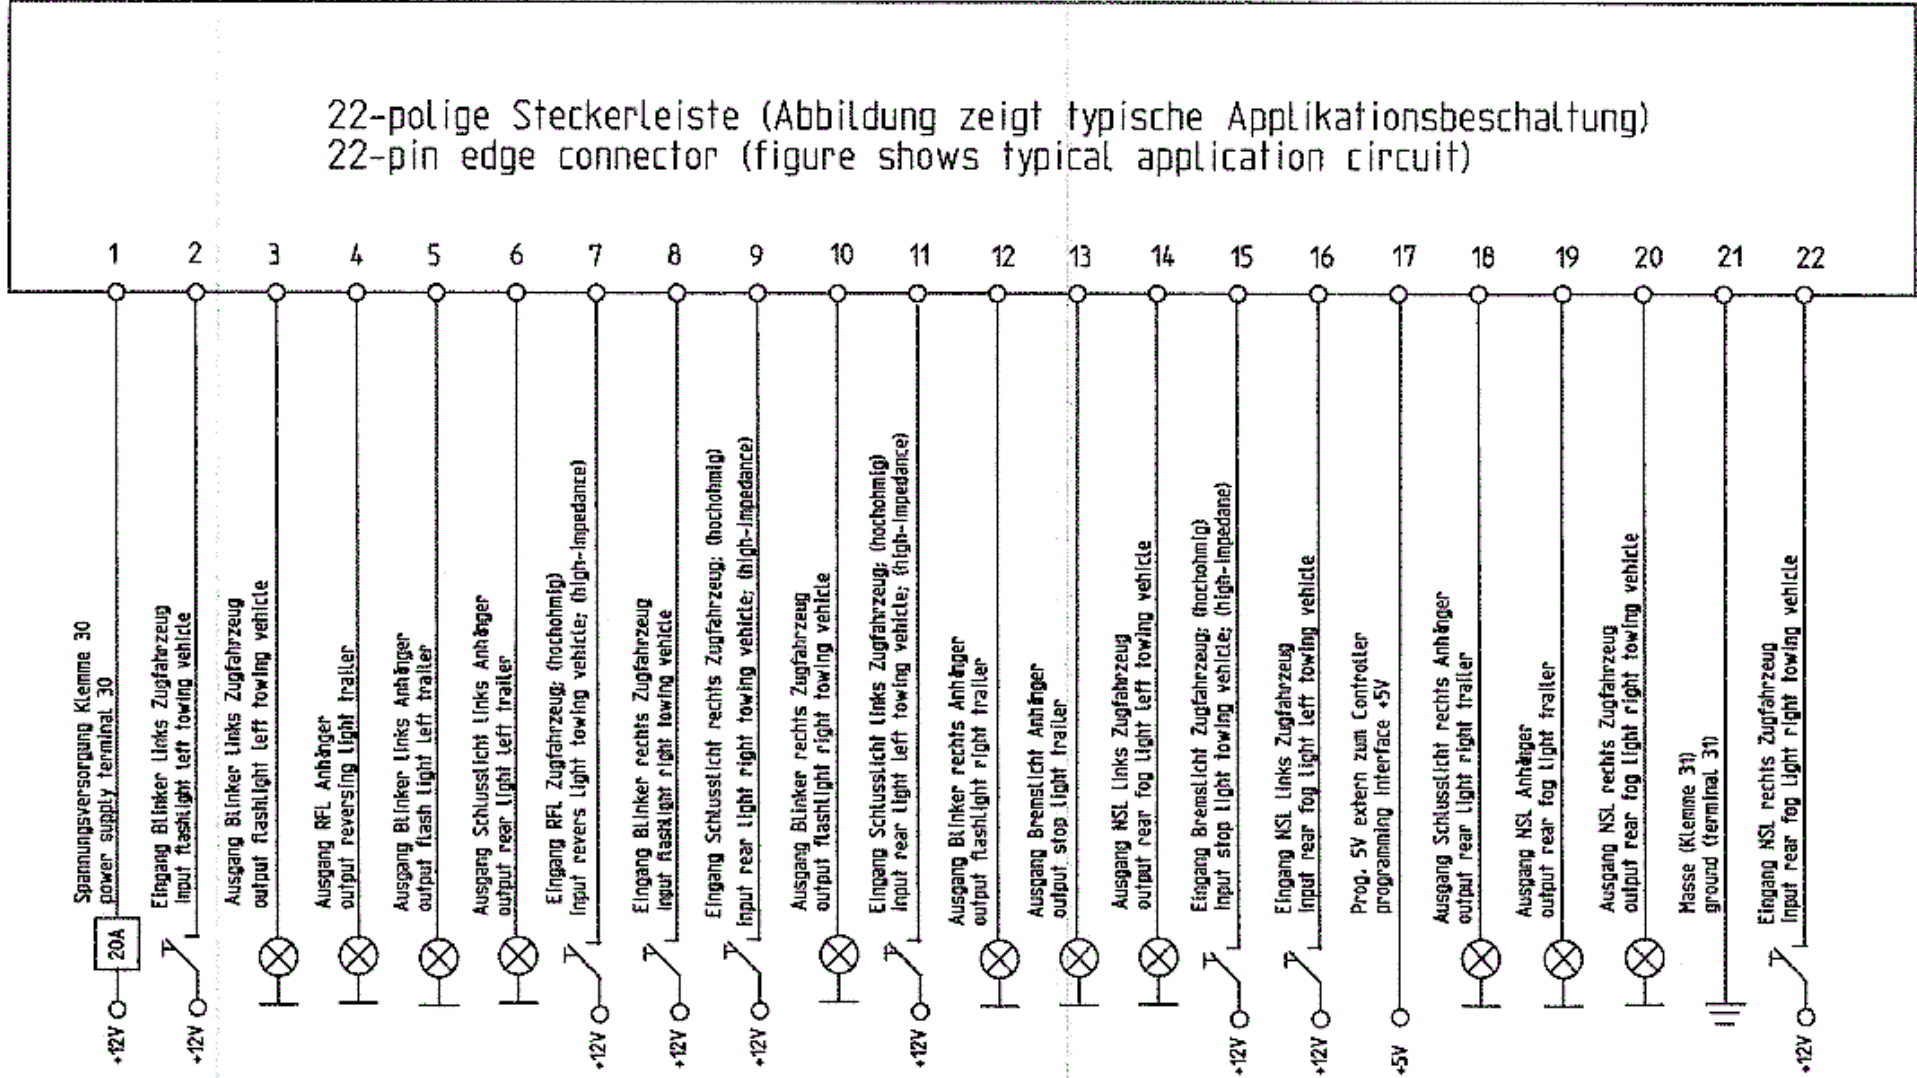 22-polige Steckerleiste (Abbildung zeigt typische Applikationsbeschaltung)
22-pin edge connector (figure shows typical application circuit)
1 2 3 4 5 6 7 8 9 10 11 12 13 14 15 16 17 18 19 20 21 22
Spannungsversorgung Klemme 30
power supply terminal 30
20A
+12V
Eingang Blinker links Zugfahrzeug
input flashlight left towing vehicle
+12V
Ausgang Blinker links Zugfahrzeug
output flashlight left towing vehicle
Ausgang RFL Anhänger
output reversing light trailer
Ausgang Blinker links Anhänger
output flash light left trailer
Ausgang Schlusslicht links Anhänger
output rear light left trailer
Eingang RFL Zugfahrzeug; (hochohmig)
input revers light towing vehicle; (high-impedance)
+12V
Eingang Blinker rechts Zugfahrzeug
input flashlight right towing vehicle
+12V
Eingang Schlusslicht rechts Zugfahrzeug; (hochohmig)
input rear light right towing vehicle; (high-impedance)
+12V
Ausgang Blinker rechts Zugfahrzeug
output flashlight right towing vehicle
Eingang Schlusslicht links Zugfahrzeug; (hochohmig)
input rear light left towing vehicle; (high-impedance)
+12V
Ausgang Blinker rechts Anhänger
output flashlight right trailer
Ausgang Bremslicht Anhänger
output stop light trailer
Ausgang NSL links Zugfahrzeug
output rear fog light left towing vehicle
Eingang Bremslicht Zugfahrzeug; (hochohmig)
input stop light towing vehicle; (high-impedane)
+12V
Eingang NSL links Zugfahrzeug
input rear fog light left towing vehicle
+12V
Prog. 5V extern zum Controller
programming interface +5V
+5V
Ausgang Schlusslicht rechts Anhänger
output rear light right trailer
Ausgang NSL Anhänger
output rear fog light trailer
Ausgang NSL rechts Zugfahrzeug
output rear fog light right towing vehicle
Masse (Klemme 31)
ground (terminal 31)
Eingang NSL rechts Zugfahrzeug
input rear fog light right towing vehicle
+12V